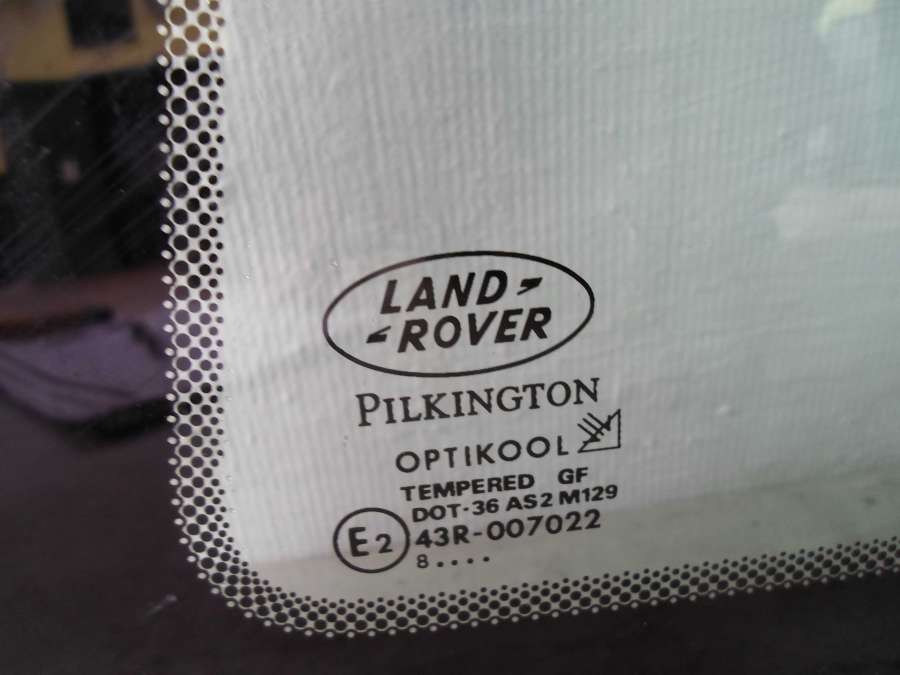 LAND
ROVER
PILKINGTON
OPTIKOOL
TEMPERED GF
DOT-36 AS2 M129
E2 43R-007022
8....